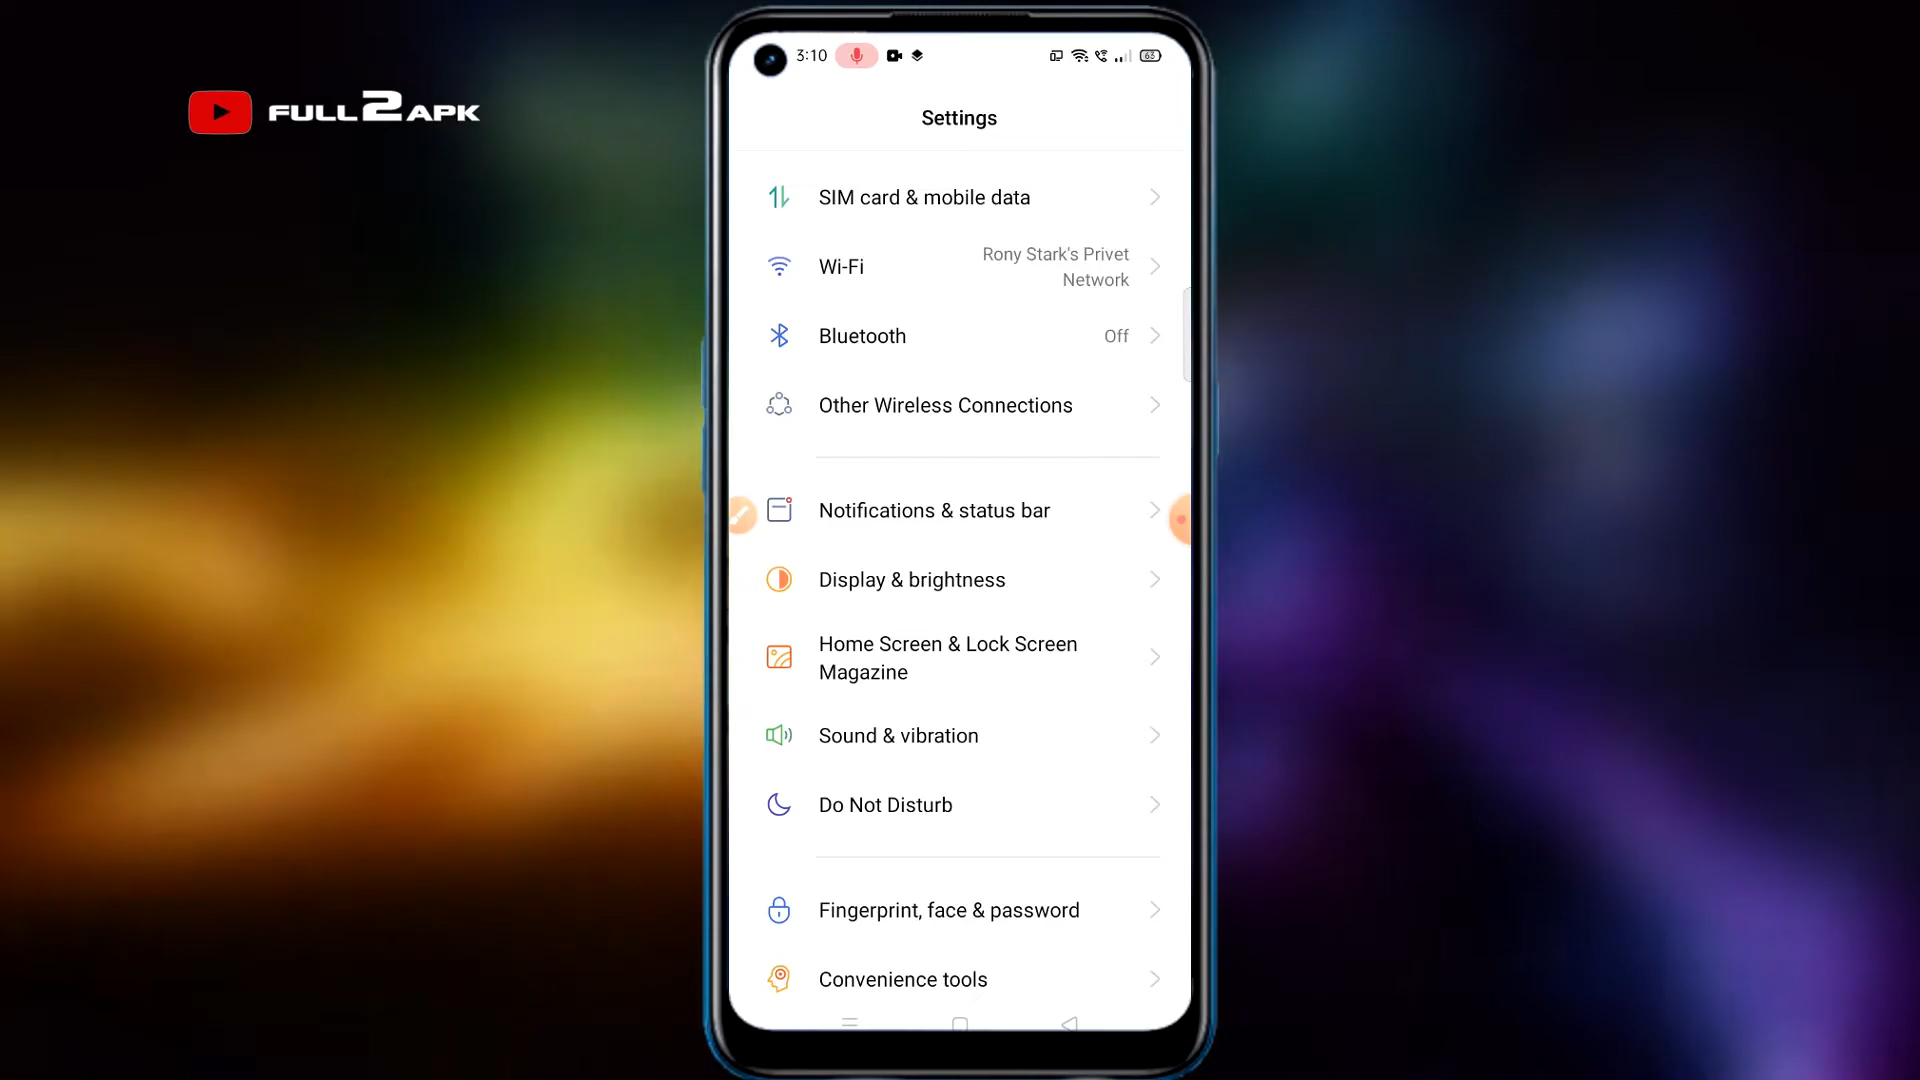 FULL2APK
3:10
63
Settings
SIM card & mobile data
Wi-Fi
Rony Stark's Privet
Network
Bluetooth
Off
Other Wireless Connections
Notifications & status bar
Display & brightness
Home Screen & Lock Screen
Magazine
Sound & vibration
Do Not Disturb
Fingerprint, face & password
Convenience tools